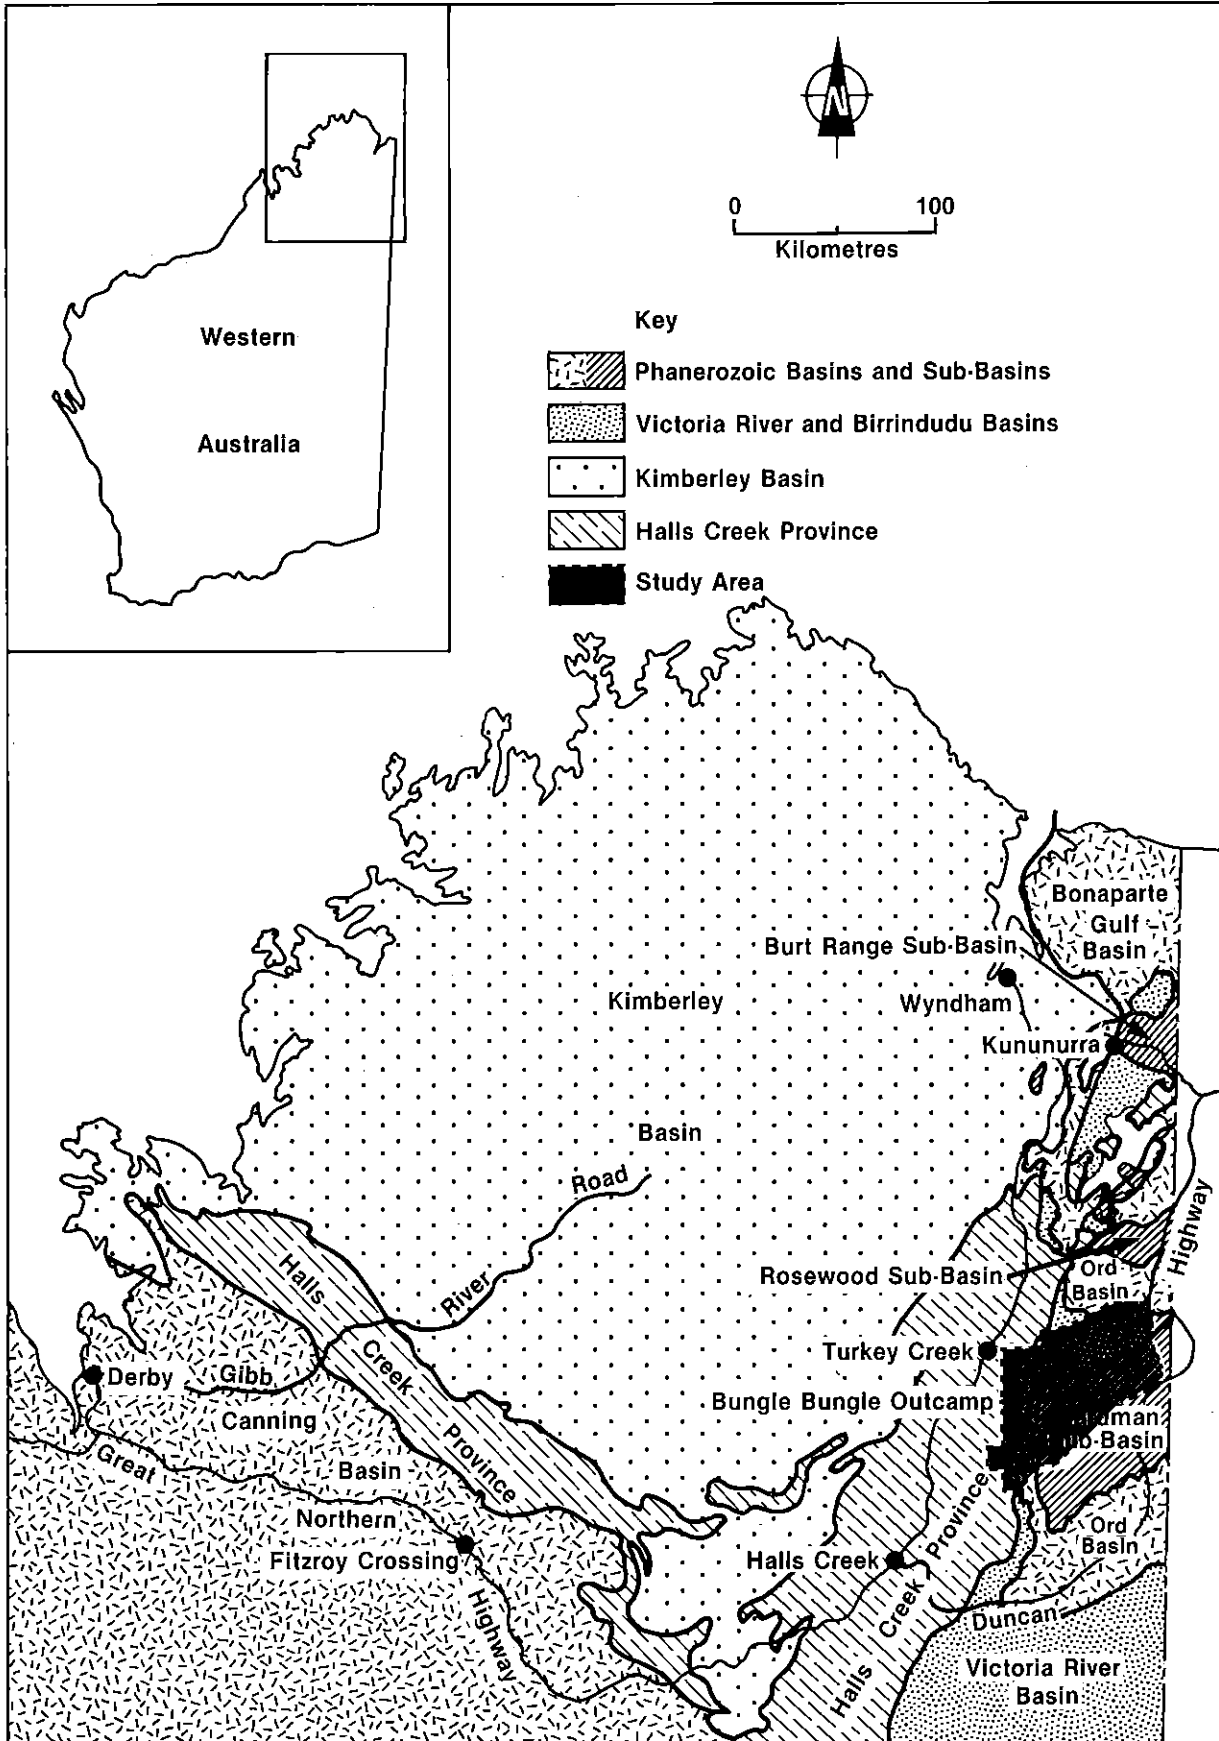 Western
Australia
N
0 100
Kilometres
Key
Phanerozoic Basins and Sub-Basins
Victoria River and Birrindudu Basins
Kimberley Basin
Halls Creek Province
Study Area
Bonaparte
Gulf
Basin
Burt Range Sub-Basin
Wyndham
Kununurra
Kimberley
Basin
Gibb River Road
Highway
Rosewood Sub-Basin
Ord
Basin
Halls Creek Province
Turkey Creek
Bungle Bungle Outcamp
Derby
Canning
Basin
Great
Northern
Highway
Fitzroy Crossing
Halls Creek
Halls Creek Province
Ord
Basin
Duncan
Victoria River
Basin